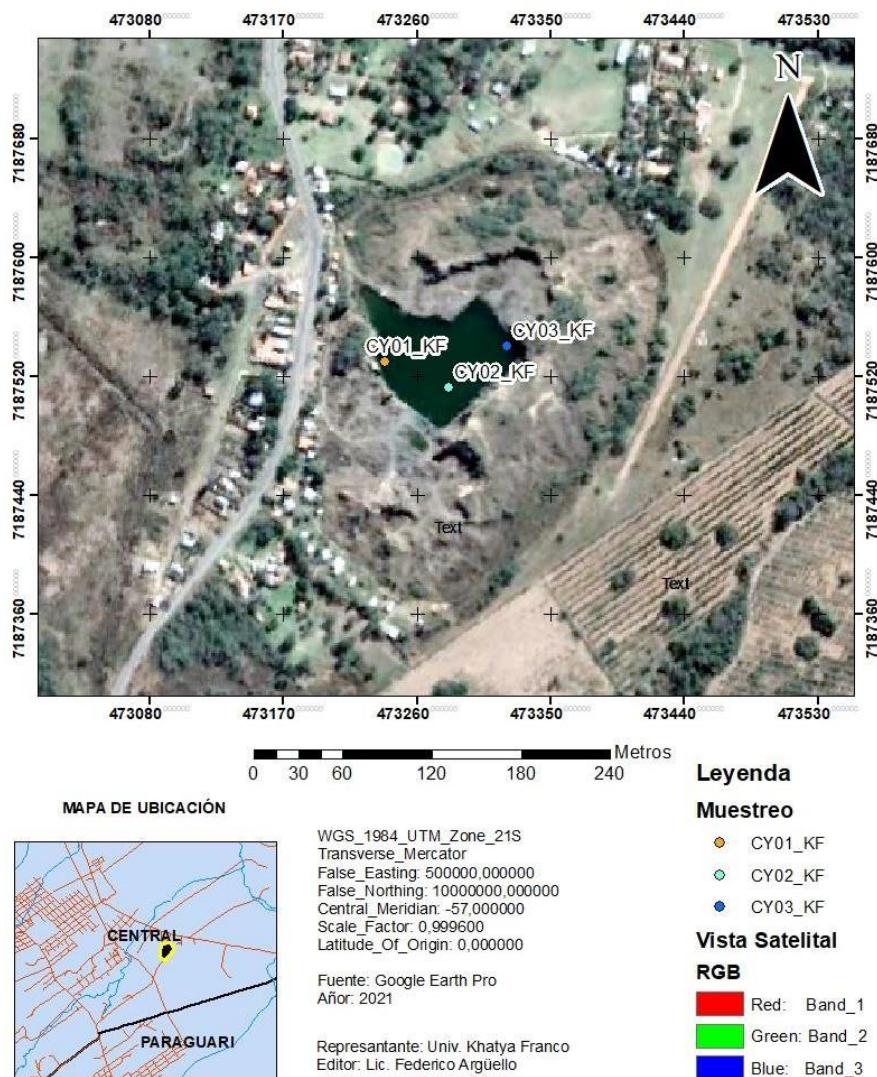 473080 473170 473260 473350 473440 473530
N
7187680 7187680
7187600 7187600
CY03_KF
CY01_KF
CY02_KF
7187520 7187520
7187440 7187440
Text
Text
7187360 7187360
473080 473170 473260 473350 473440 473530
Metros
0 30 60 120 180 240
MAPA DE UBICACIÓN
CENTRAL
PARAGUARI
WGS_1984_UTM_Zone_21S
Transverse_Mercator
False_Easting: 500000,000000
False_Northing: 10000000,000000
Central_Meridian: -57,000000
Scale_Factor: 0,999600
Latitude_Of_Origin: 0,000000
Fuente: Google Earth Pro
Añor: 2021
Represantante: Univ. Khatya Franco
Editor: Lic. Federico Argüello
Leyenda
Muestreo
CY01_KF
CY02_KF
CY03_KF
Vista Satelital
RGB
Red: Band_1
Green: Band_2
Blue: Band_3